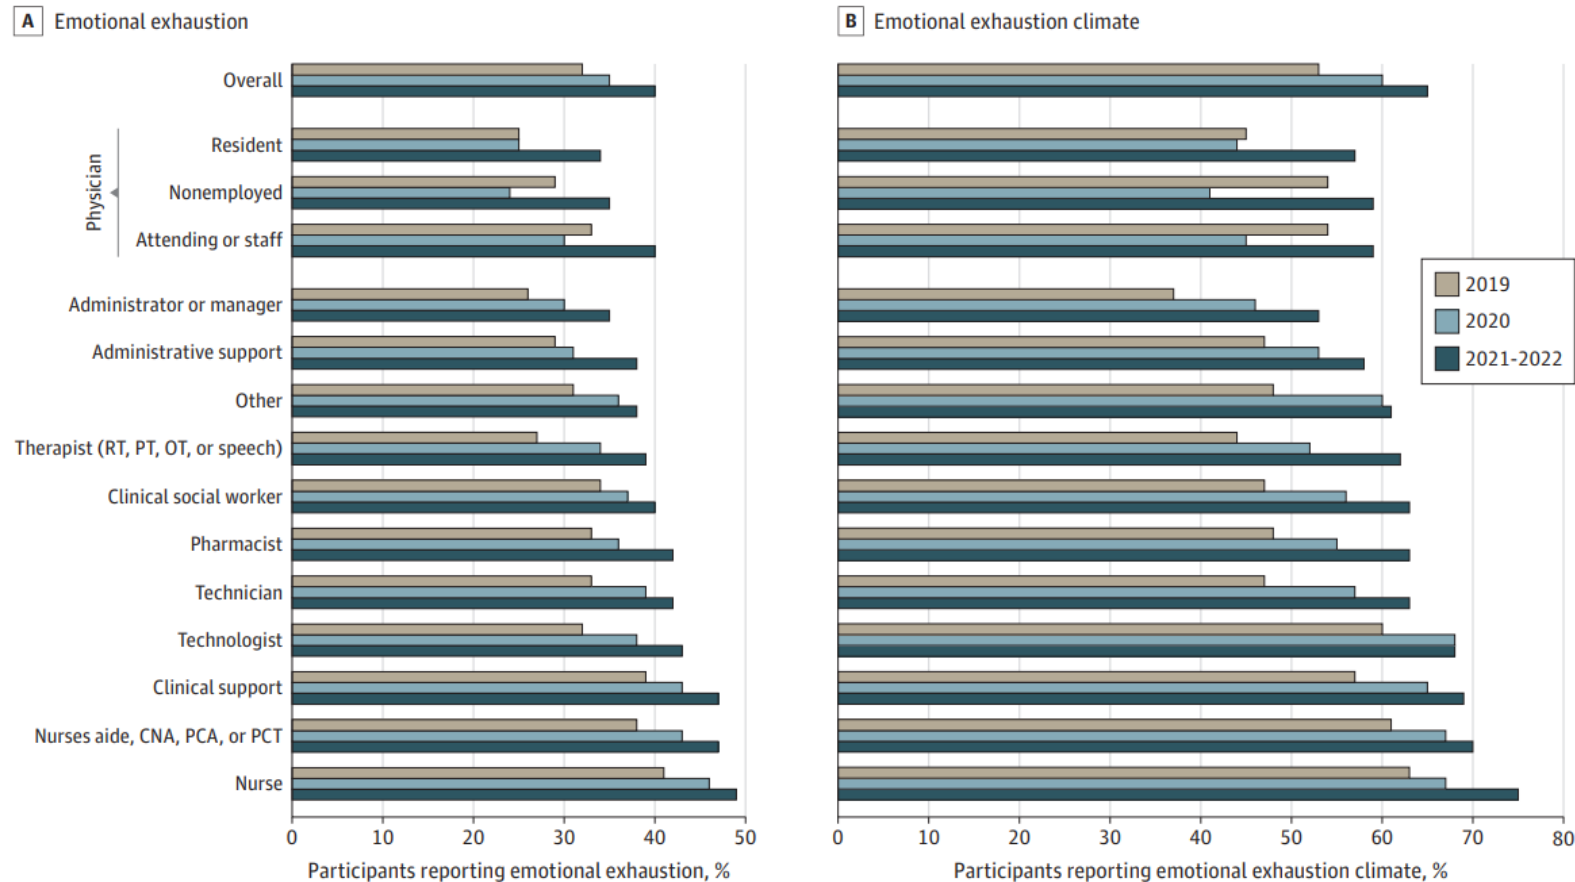 A Emotional exhaustion
Overall
Physician
Resident
Nonemployed
Attending or staff
Administrator or manager
Administrative support
Other
Therapist (RT, PT, OT, or speech)
Clinical social worker
Pharmacist
Technician
Technologist
Clinical support
Nurses aide, CNA, PCA, or PCT
Nurse
0 10 20 30 40 50
Participants reporting emotional exhaustion, %
B Emotional exhaustion climate
2019
2020
2021-2022
0 10 20 30 40 50 60 70 80
Participants reporting emotional exhaustion climate, %